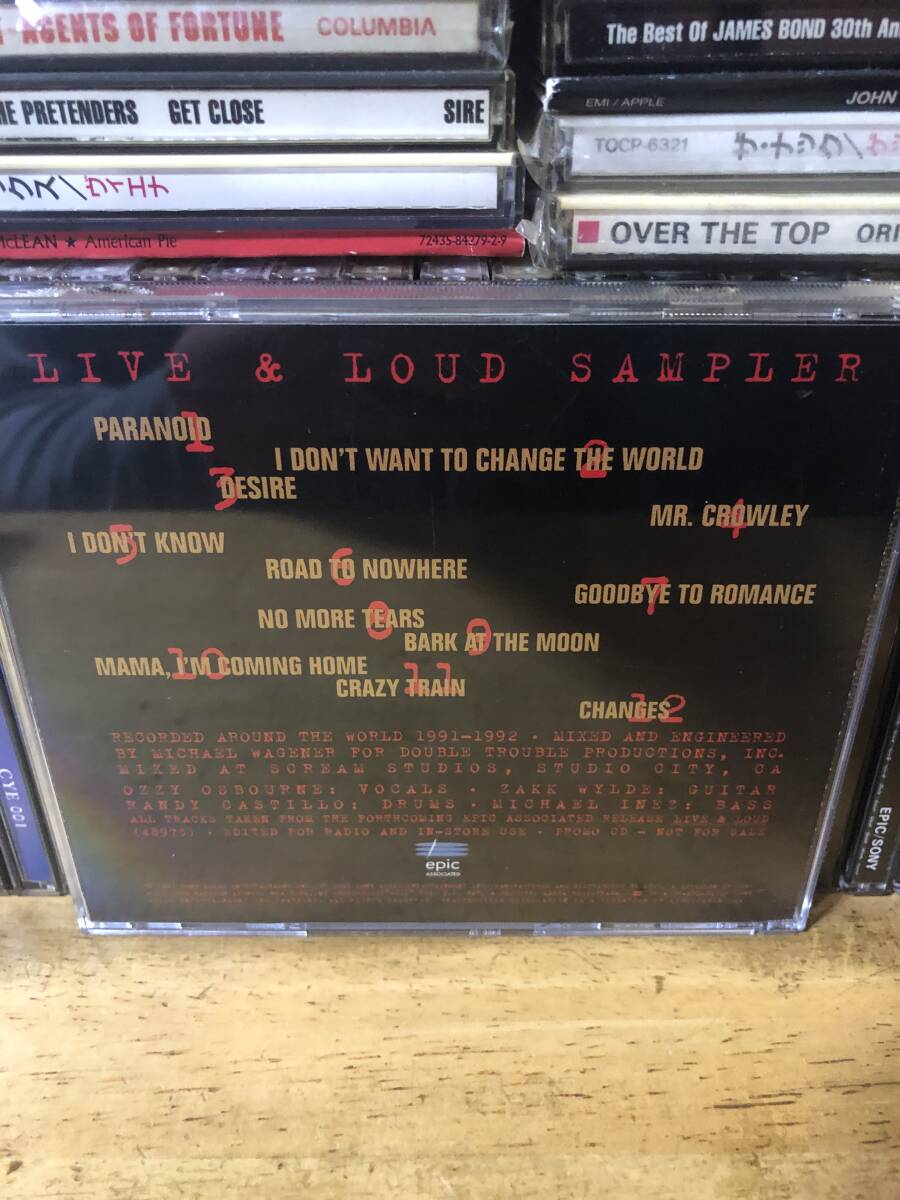 AGENTS OF FORTUNE COLUMBIA
The Best Of JAMES BOND 30th An
HE PRETENDERS GET CLOSE SIRE
EMI / APPLE JOHN
TOCP-6321
McLEAN ★ American Pie 72435-84279-2-9
OVER THE TOP ORI
LIVE & LOUD SAMPLER
PARANOID 1
I DON'T WANT TO CHANGE THE WORLD 2
DESIRE 3
MR. CROWLEY 4
I DON'T KNOW 5
ROAD TO NOWHERE 6
GOODBYE TO ROMANCE 7
NO MORE TEARS 8
BARK AT THE MOON 9
MAMA, I'M COMING HOME 10
CRAZY TRAIN 11
CHANGES 12
RECORDED AROUND THE WORLD 1991-1992 · MIXED AND ENGINEERED
BY MICHAEL WAGENER FOR DOUBLE TROUBLE PRODUCTIONS, INC.
MIXED AT SCREAM STUDIOS, STUDIO CITY, CA
OZZY OSBOURNE: VOCALS · ZAKK WYLDE: GUITAR
RANDY CASTILLO: DRUMS · MICHAEL INEZ: BASS
ALL TRACKS TAKEN FROM THE FORTHCOMING EPIC ASSOCIATED RELEASE LIVE & LOUD
(48973) · EDITED FOR RADIO AND IN-STORE USE · PROMO CD - NOT FOR SALE
epic
ASSOCIATED
CYE 001
EPIC/SONY